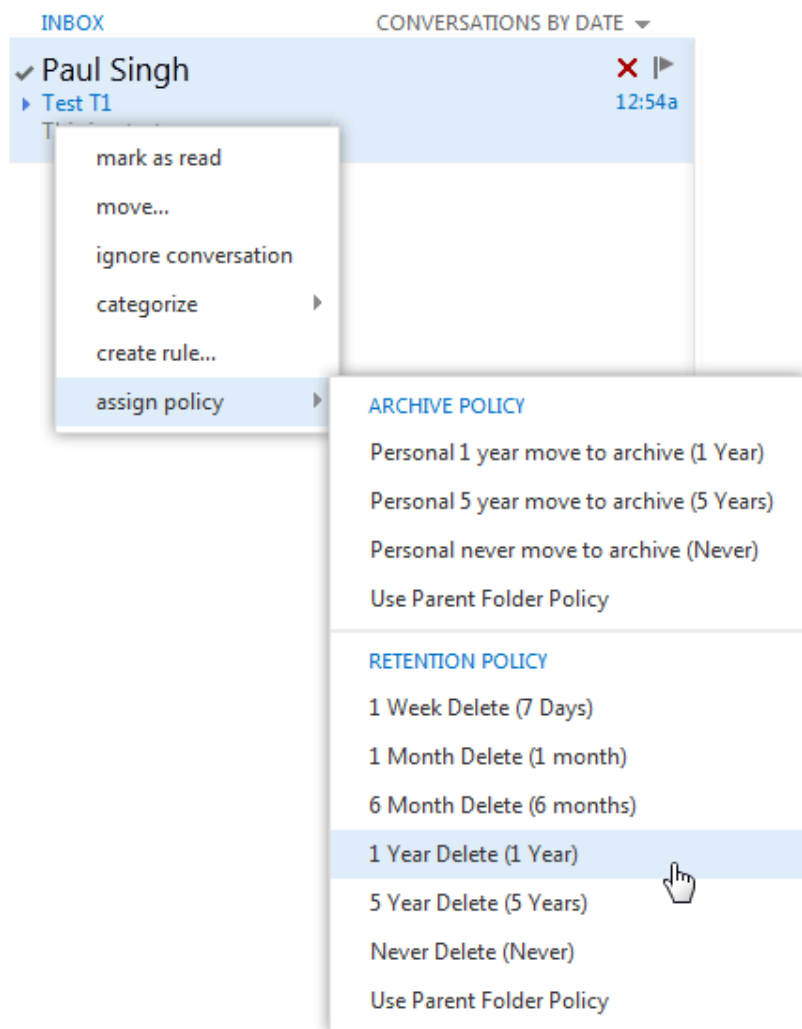 INBOX CONVERSATIONS BY DATE
Paul Singh
Test T1 12:54a
mark as read
move...
ignore conversation
categorize
create rule...
assign policy
ARCHIVE POLICY
Personal 1 year move to archive (1 Year)
Personal 5 year move to archive (5 Years)
Personal never move to archive (Never)
Use Parent Folder Policy
RETENTION POLICY
1 Week Delete (7 Days)
1 Month Delete (1 month)
6 Month Delete (6 months)
1 Year Delete (1 Year)
5 Year Delete (5 Years)
Never Delete (Never)
Use Parent Folder Policy